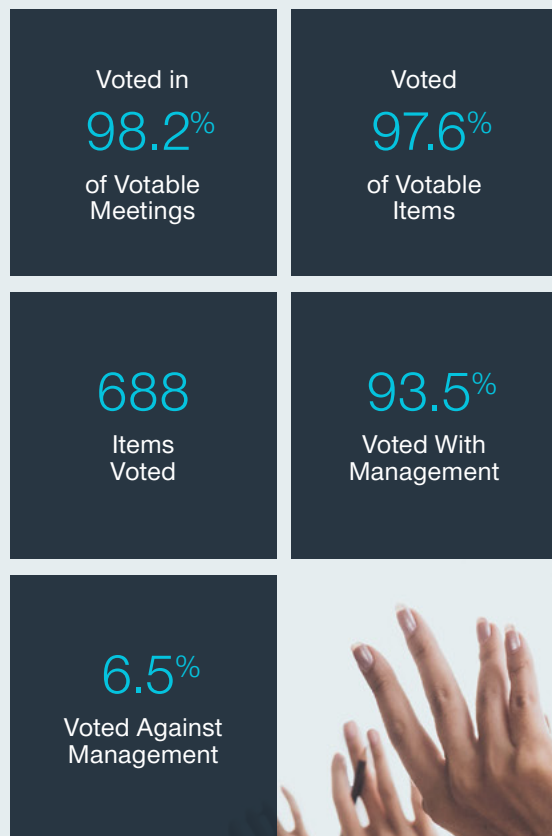 Voted in
98.2%
of Votable
Meetings
Voted
97.6%
of Votable
Items
688
Items
Voted
93.5%
Voted With
Management
6.5%
Voted Against
Management